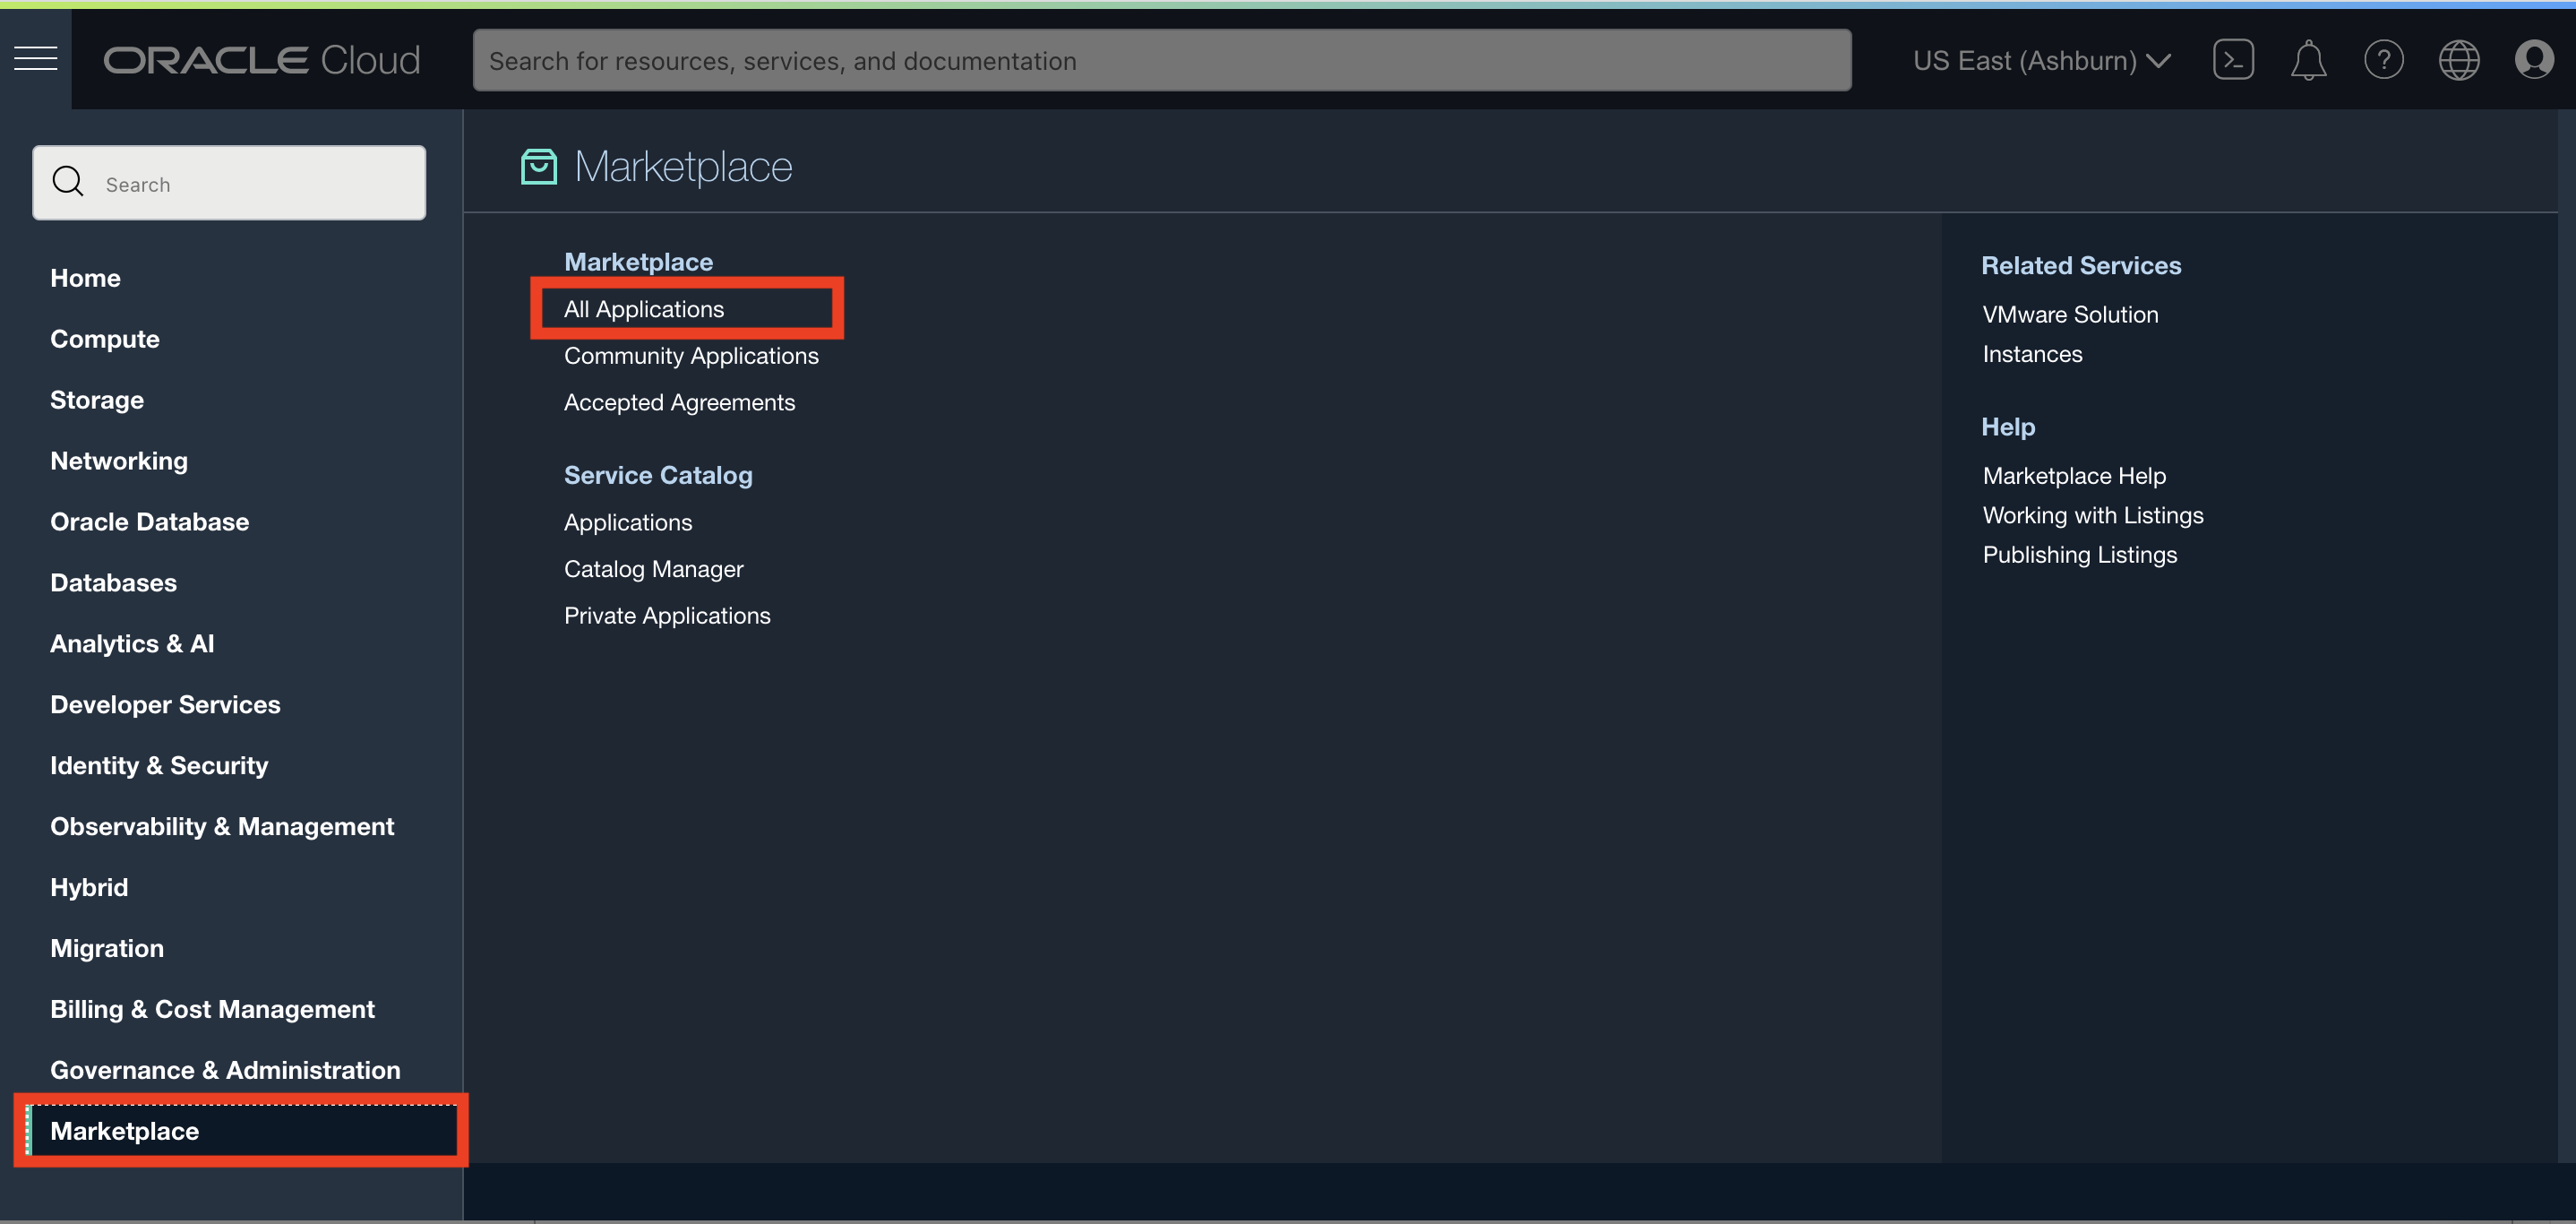 ORACLE Cloud
Search for resources, services, and documentation
US East (Ashburn)
Search
Home
Compute
Storage
Networking
Oracle Database
Databases
Analytics & AI
Developer Services
Identity & Security
Observability & Management
Hybrid
Migration
Billing & Cost Management
Governance & Administration
Marketplace
Marketplace
Marketplace
All Applications
Community Applications
Accepted Agreements
Service Catalog
Applications
Catalog Manager
Private Applications
Related Services
VMware Solution
Instances
Help
Marketplace Help
Working with Listings
Publishing Listings